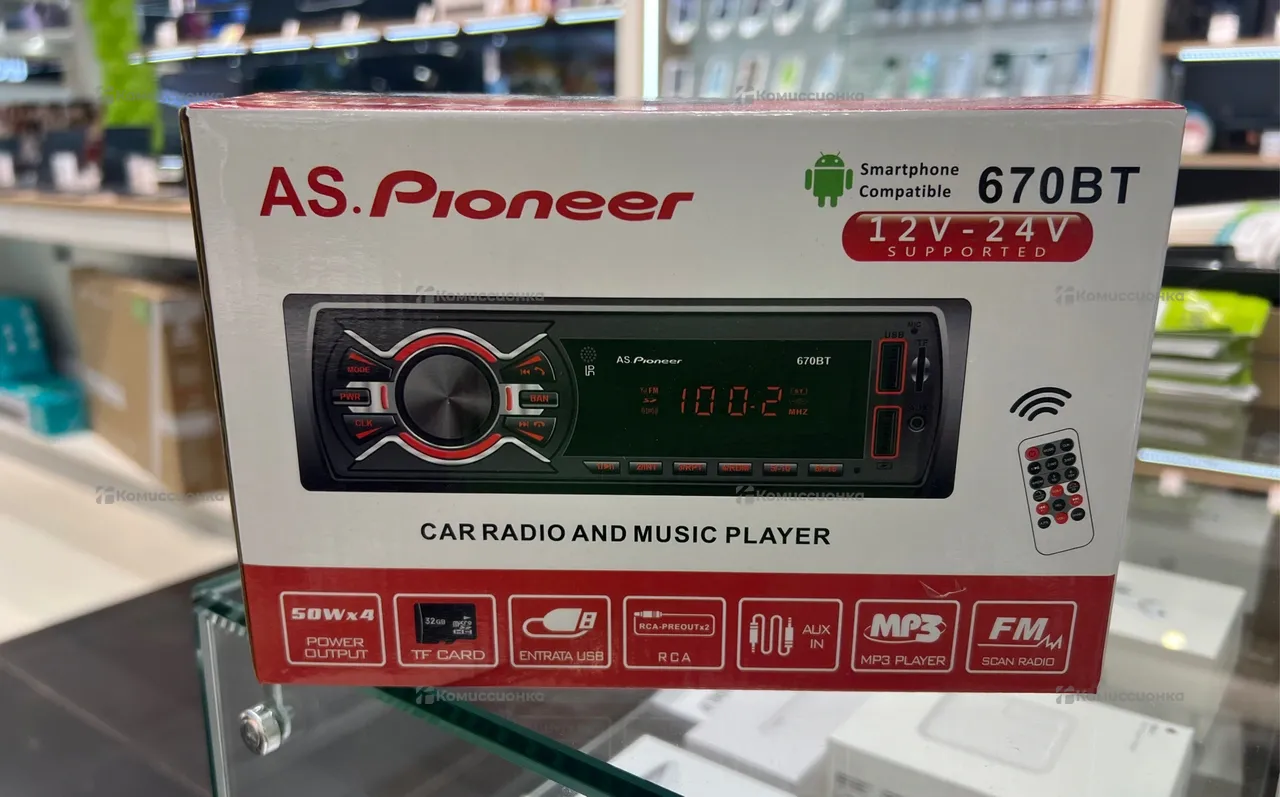 AS. Pioneer
Smartphone
Compatible
670BT
12V-24V
SUPPORTED
AS. Pioneer
670BT
USB
MODE
PWR
CLK
BAN
FM
100.2
MHZ
CAR RADIO AND MUSIC PLAYER
50Wx4
POWER
OUTPUT
32GB
TF CARD
ENTRATA USB
RCA-PREOUTx2
RCA
AUX
IN
MP3
MP3 PLAYER
FM
SCAN RADIO
Комиссионка
Комиссионка
Комиссионка
Комиссионка
Комиссионка
Комиссионка
Комиссионка